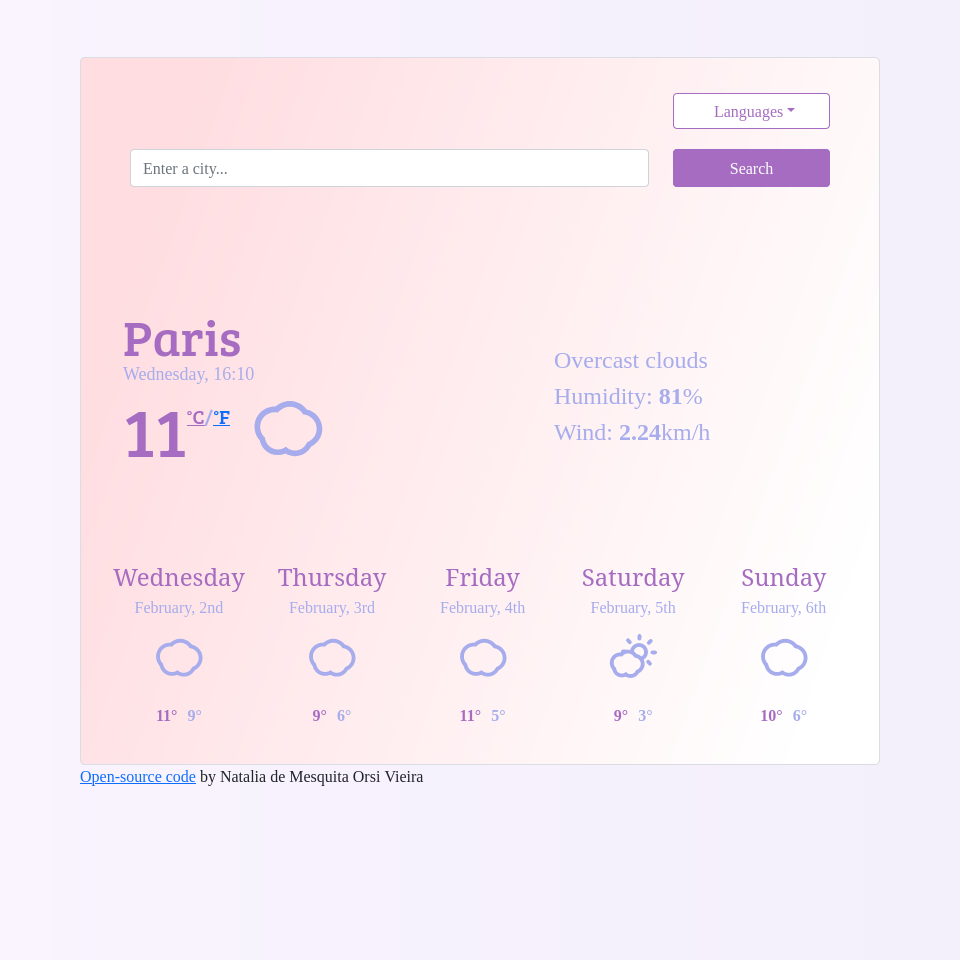 Languages
Enter a city...
Search
Paris
Wednesday, 16:10
11°C/°F
Overcast clouds
Humidity: 81%
Wind: 2.24km/h
Wednesday
February, 2nd
11° 9°
Thursday
February, 3rd
9° 6°
Friday
February, 4th
11° 5°
Saturday
February, 5th
9° 3°
Sunday
February, 6th
10° 6°
Open-source code by Natalia de Mesquita Orsi Vieira